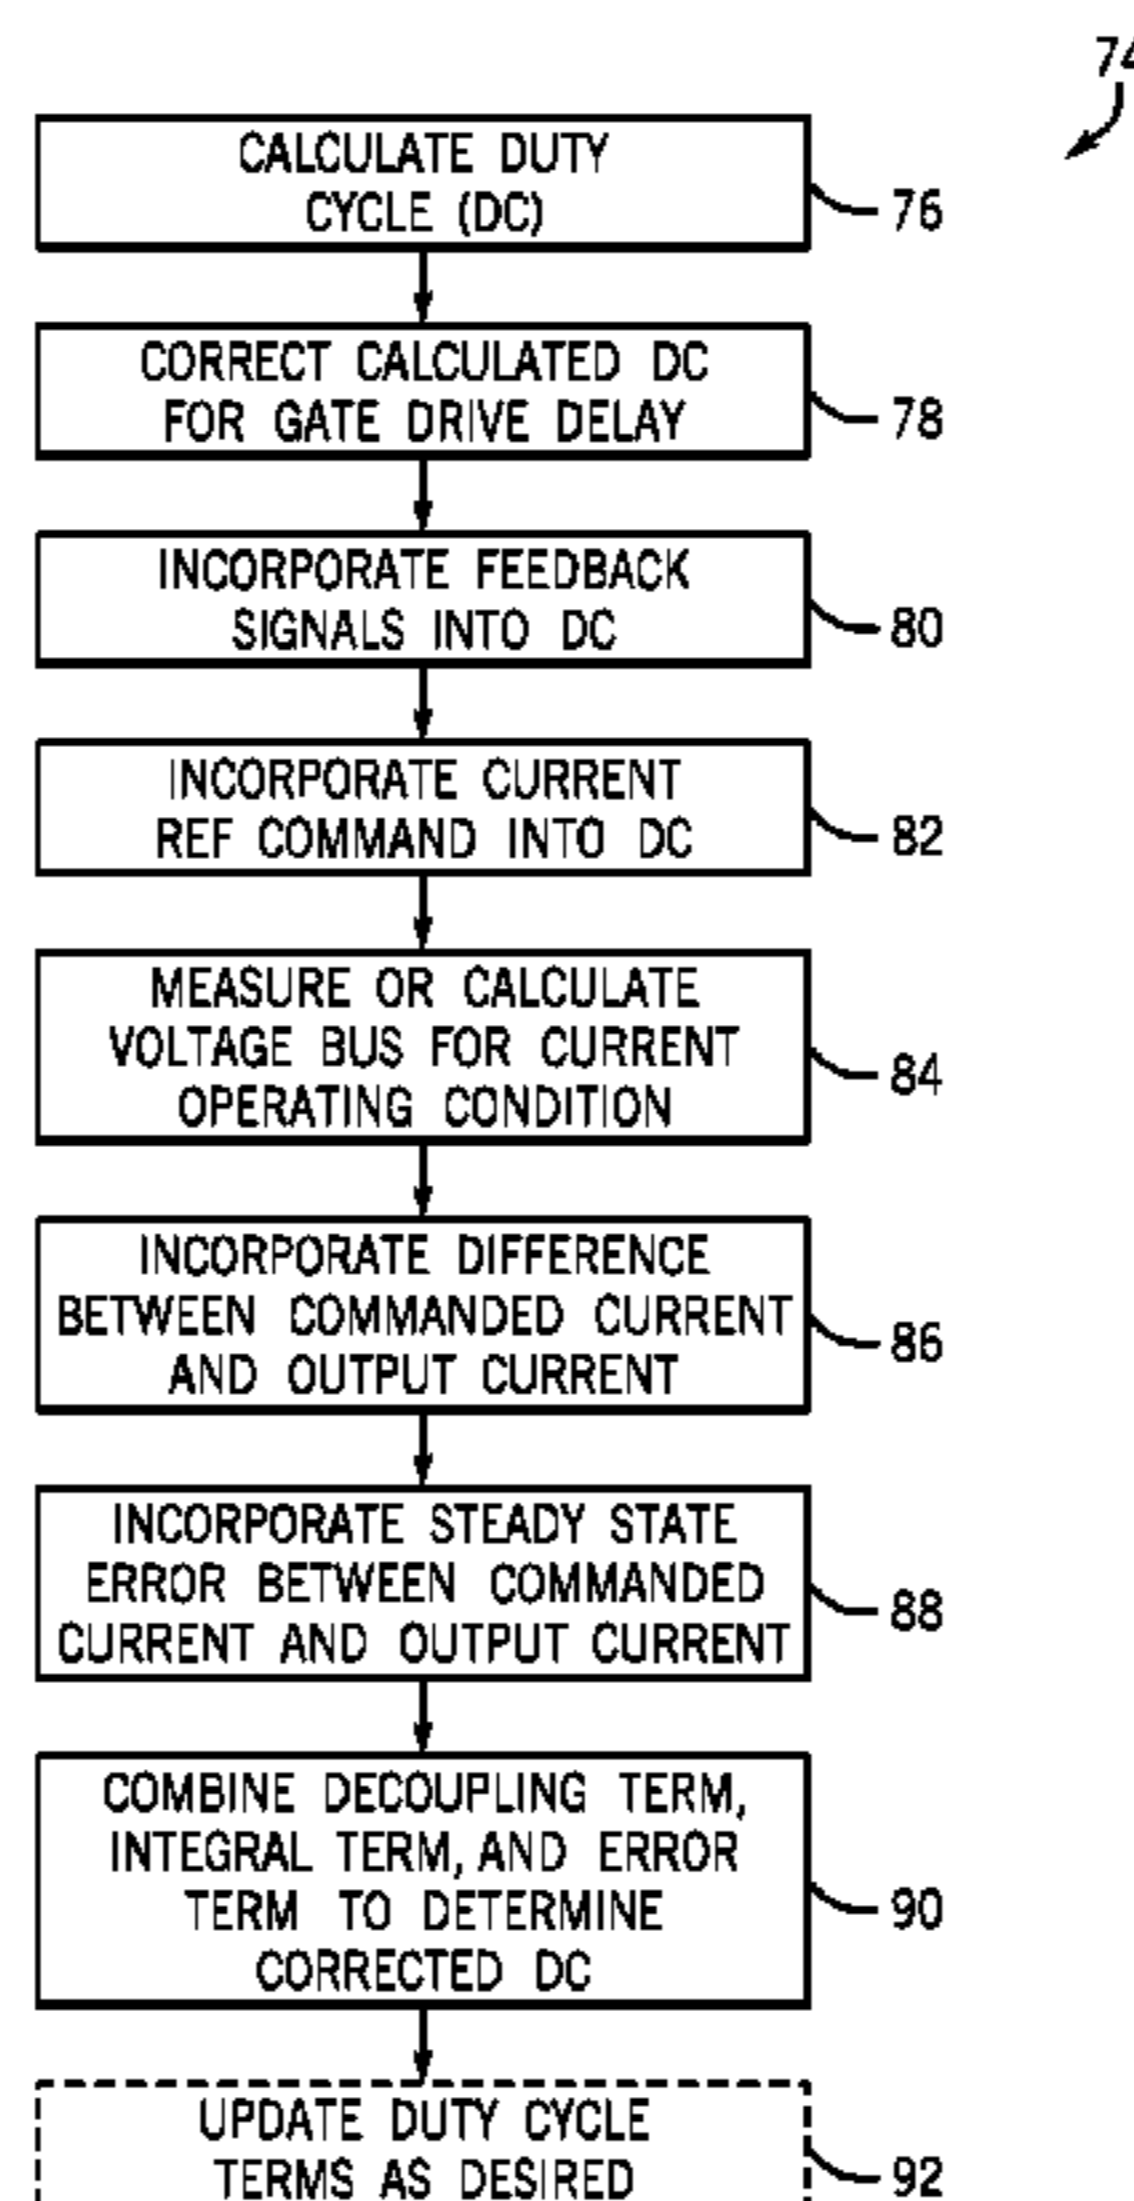 74
CALCULATE DUTY
CYCLE (DC)
76
CORRECT CALCULATED DC
FOR GATE DRIVE DELAY
78
INCORPORATE FEEDBACK
SIGNALS INTO DC
80
INCORPORATE CURRENT
REF COMMAND INTO DC
82
MEASURE OR CALCULATE
VOLTAGE BUS FOR CURRENT
OPERATING CONDITION
84
INCORPORATE DIFFERENCE
BETWEEN COMMANDED CURRENT
AND OUTPUT CURRENT
86
INCORPORATE STEADY STATE
ERROR BETWEEN COMMANDED
CURRENT AND OUTPUT CURRENT
88
COMBINE DECOUPLING TERM,
INTEGRAL TERM, AND ERROR
TERM TO DETERMINE
CORRECTED DC
90
UPDATE DUTY CYCLE
TERMS AS DESIRED
92